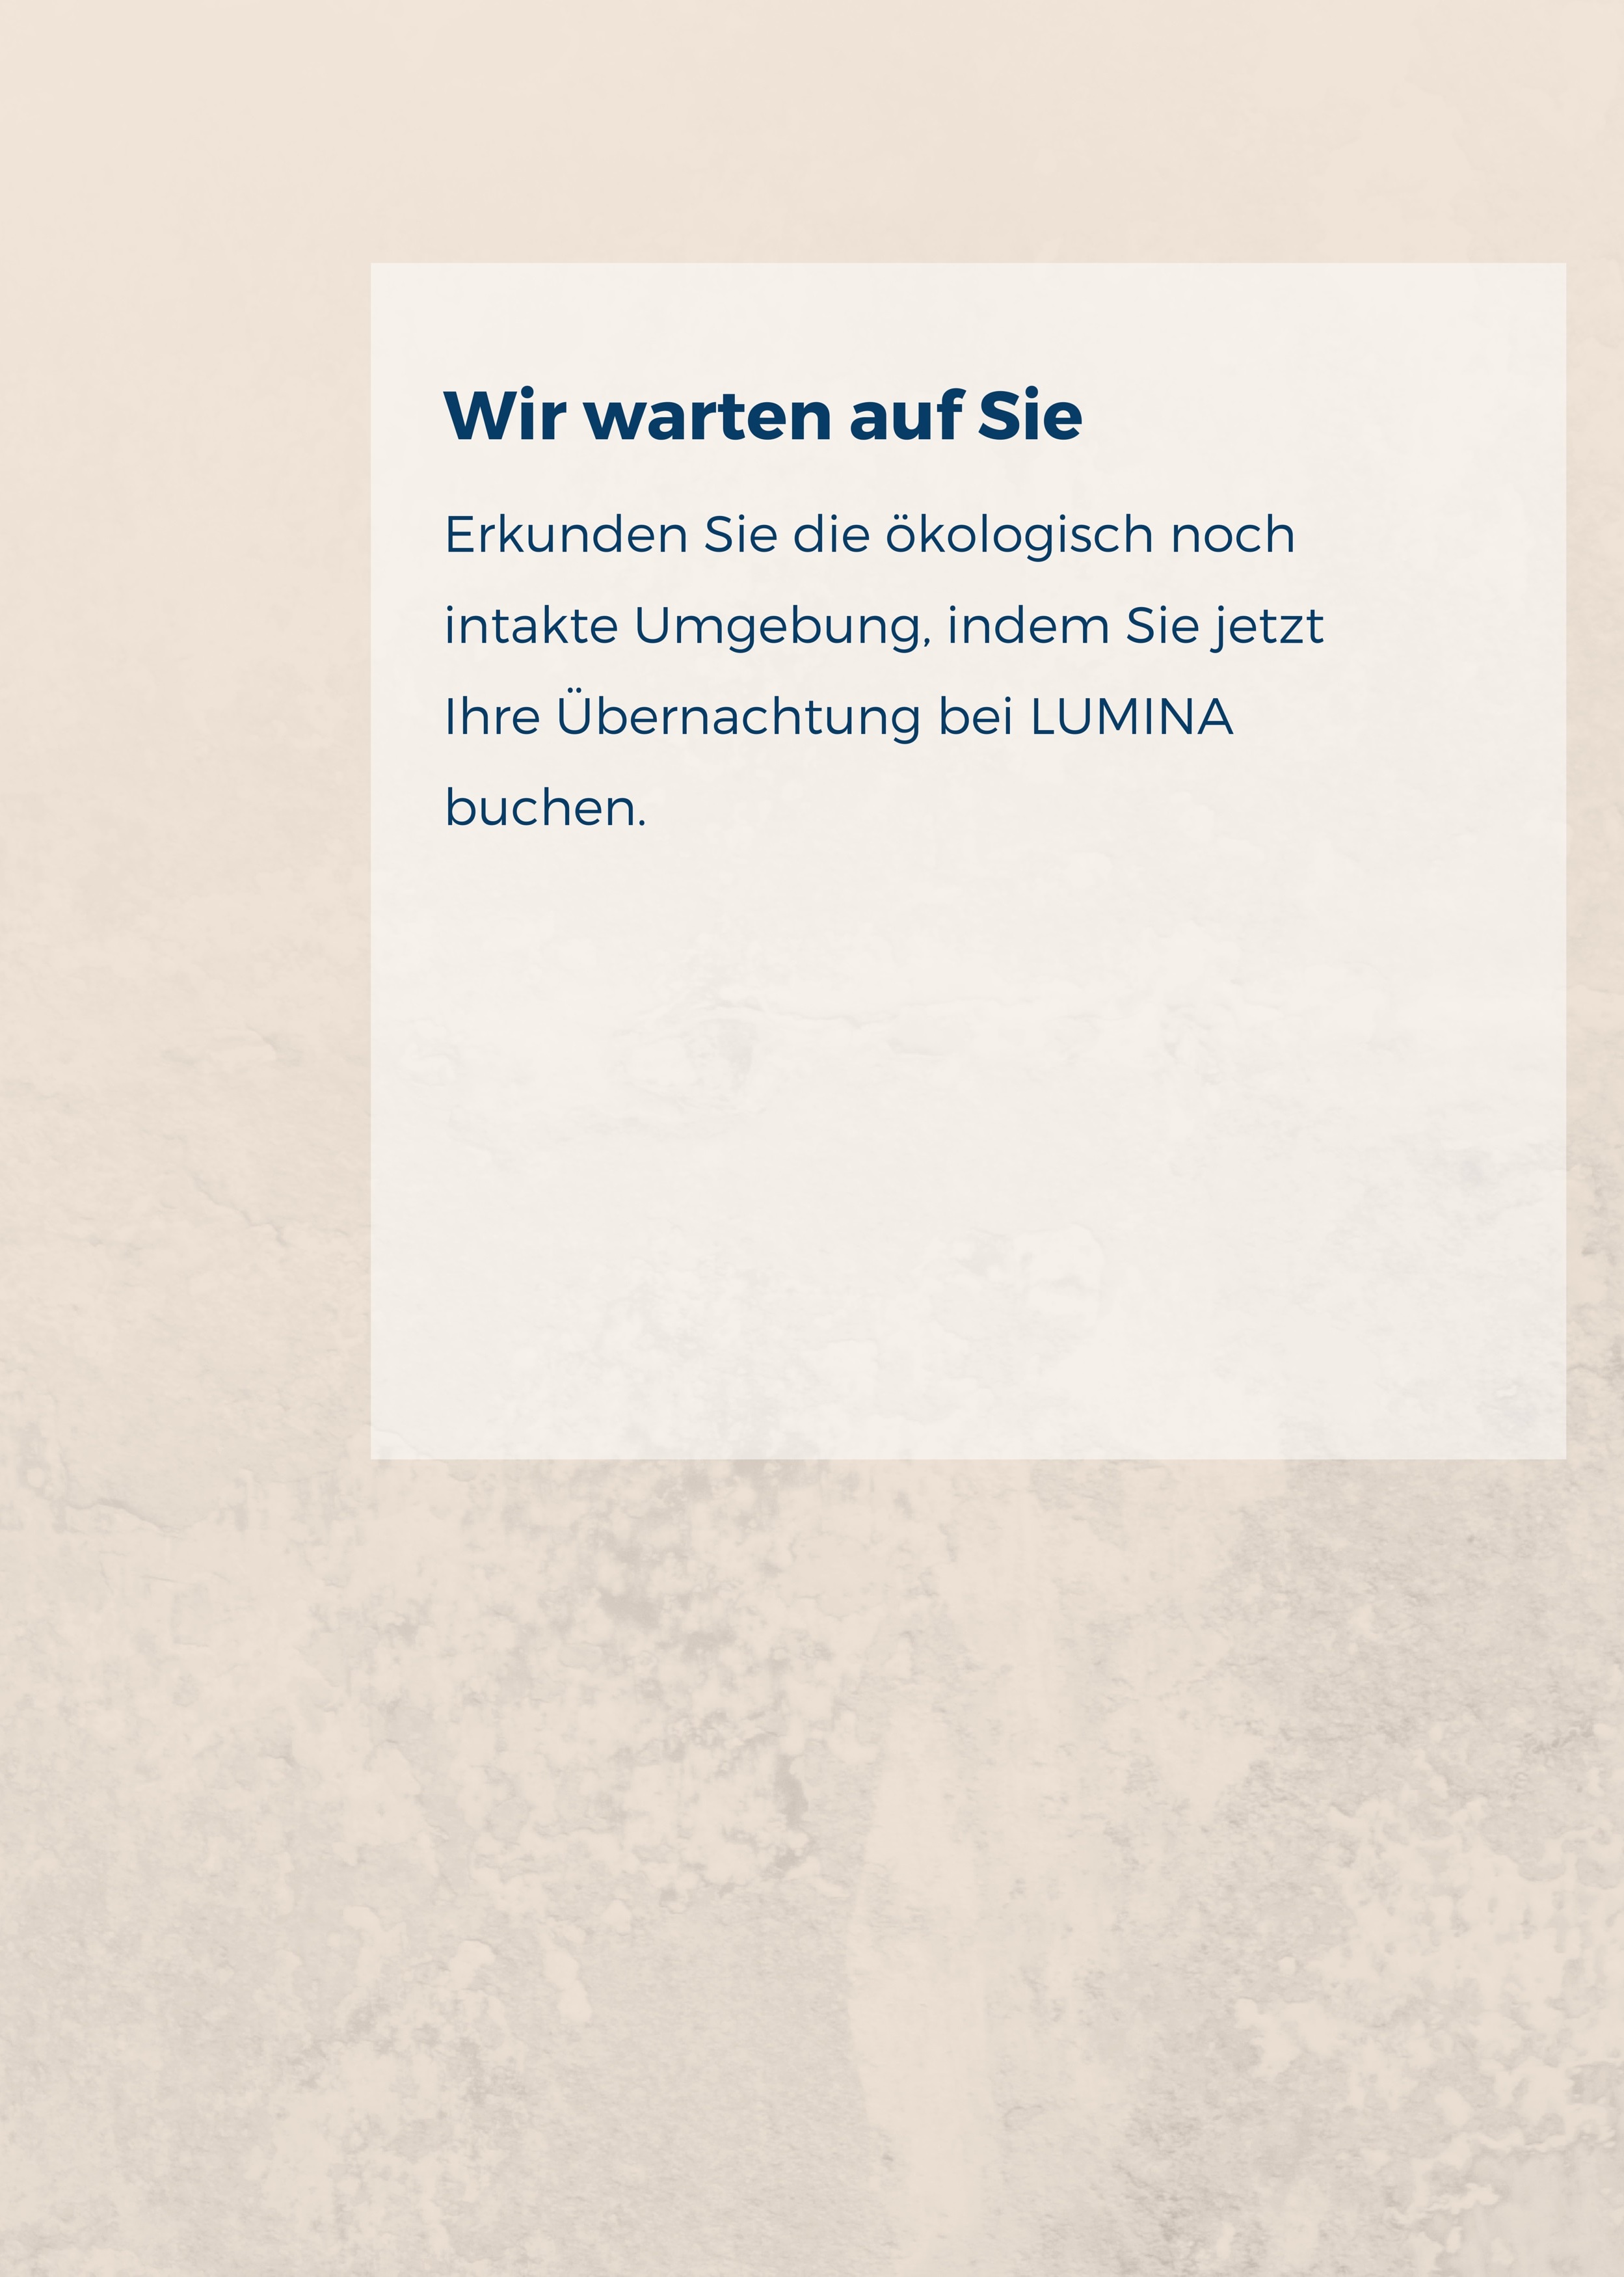 Wir warten auf Sie
Erkunden Sie die ökologisch noch
intakte Umgebung, indem Sie jetzt
Ihre Übernachtung bei LUMINA
buchen.